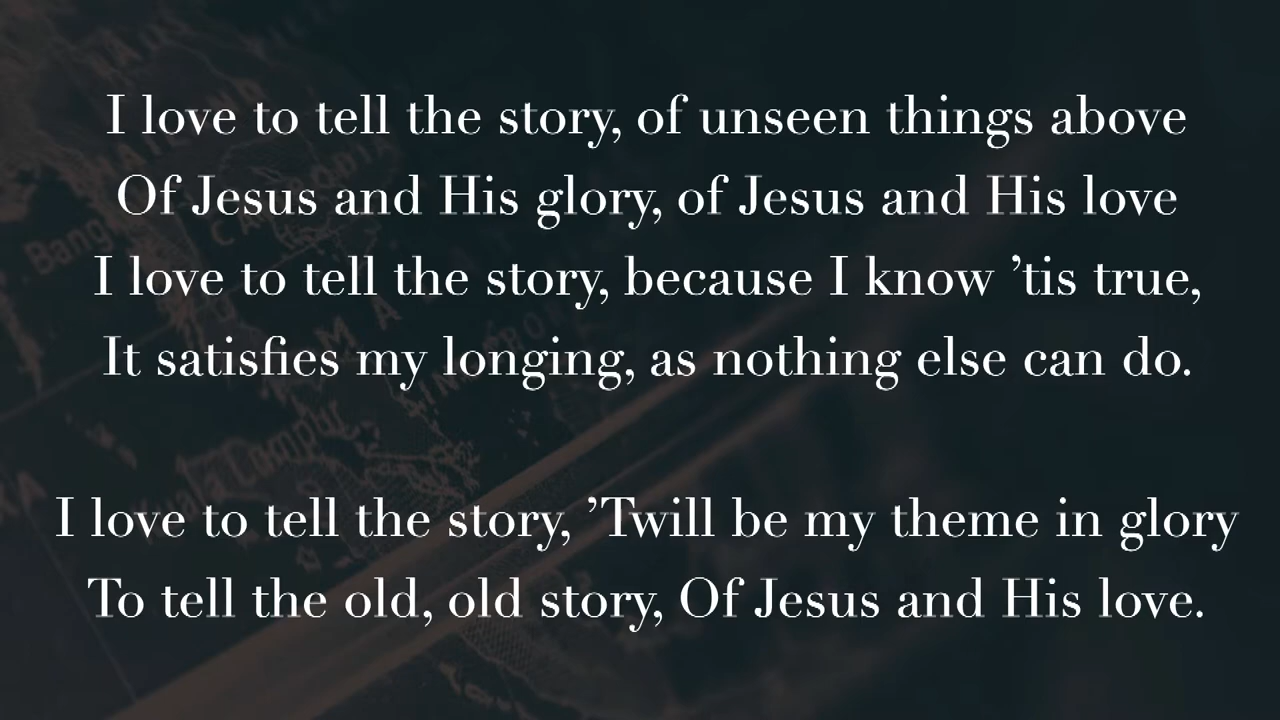 I love to tell the story, of unseen things above
Of Jesus and His glory, of Jesus and His love
I love to tell the story, because I know ’tis true,
It satisfies my longing, as nothing else can do.
I love to tell the story, ’Twill be my theme in glory
To tell the old, old story, Of Jesus and His love.